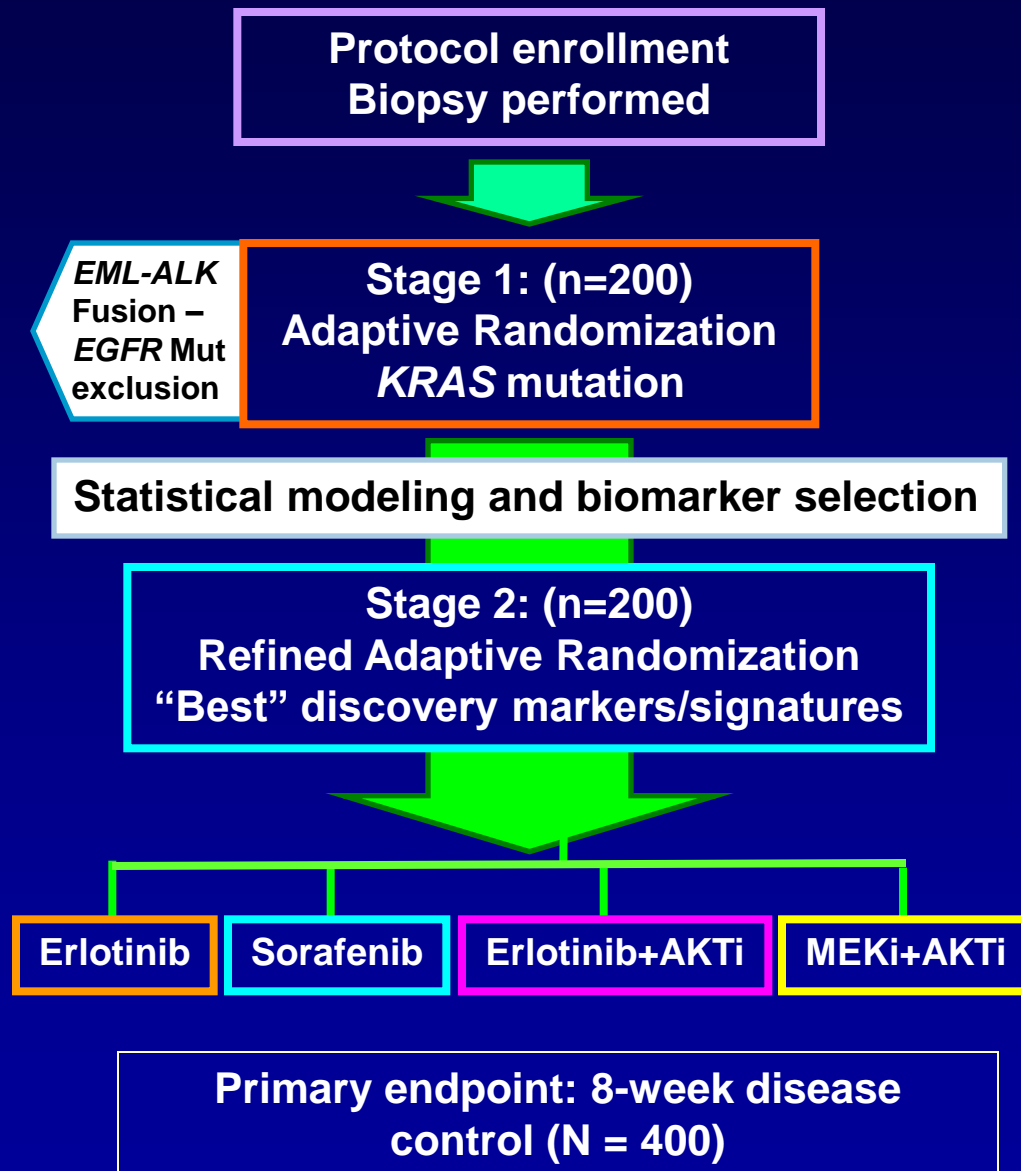 Protocol enrollment
Biopsy performed
EML-ALK
Fusion –
EGFR Mut
exclusion
Stage 1: (n=200)
Adaptive Randomization
KRAS mutation
Statistical modeling and biomarker selection
Stage 2: (n=200)
Refined Adaptive Randomization
“Best” discovery markers/signatures
Erlotinib
Sorafenib
Erlotinib+AKTi
MEKi+AKTi
Primary endpoint: 8-week disease
control (N = 400)